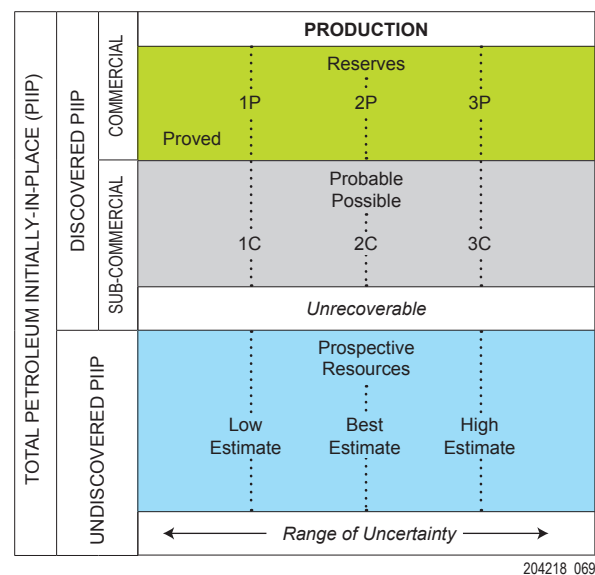 TOTAL PETROLEUM INITIALLY-IN-PLACE (PIIP)
DISCOVERED PIIP
COMMERCIAL
PRODUCTION
Reserves
1P 2P 3P
Proved
SUB-COMMERCIAL
Probable
Possible
1C 2C 3C
Unrecoverable
UNDISCOVERED PIIP
Prospective
Resources
Low Best High
Estimate Estimate Estimate
Range of Uncertainty
204218 069